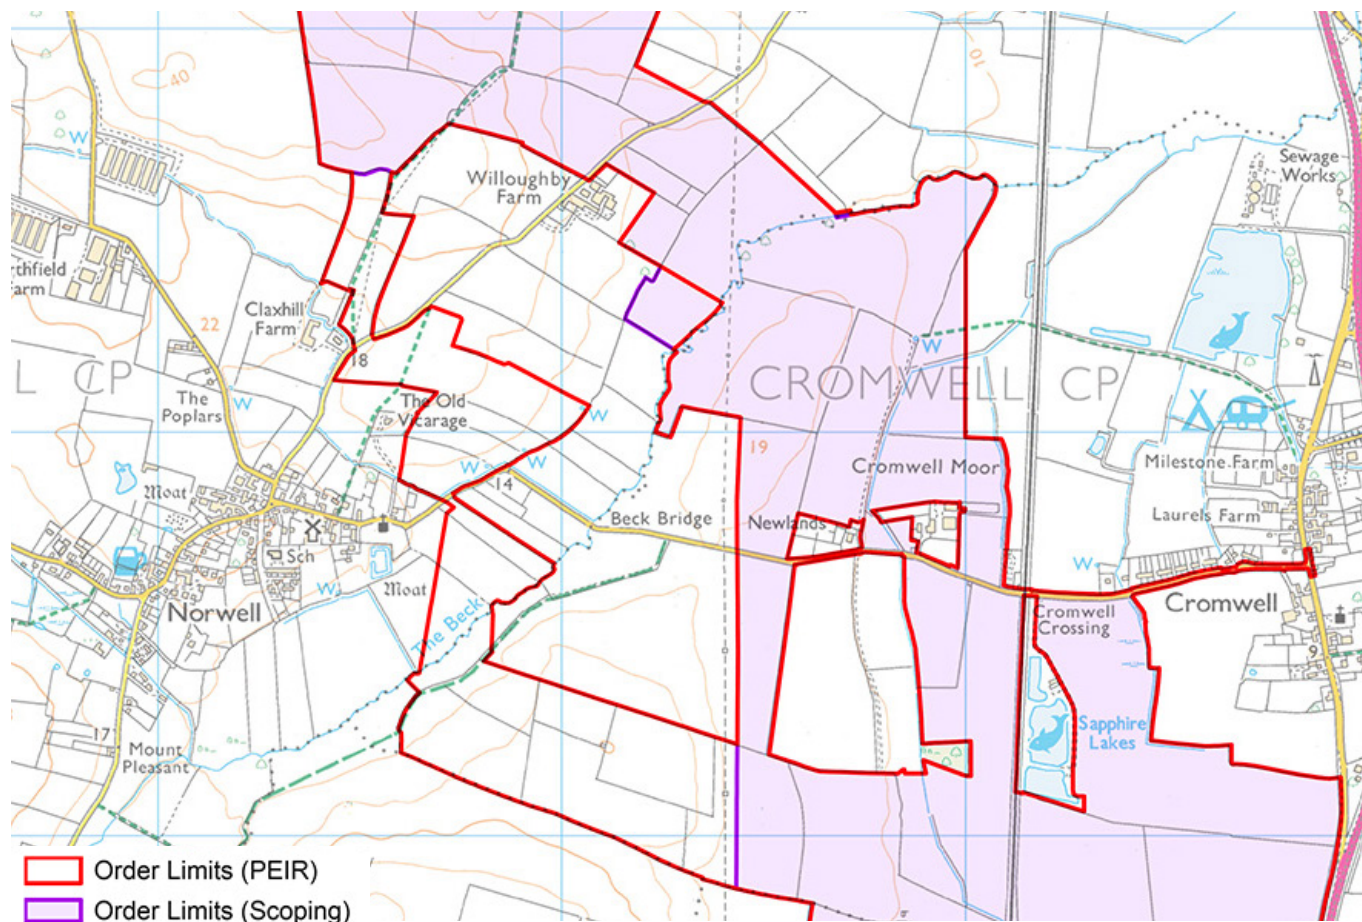 40
10
W
Sewage
Works
Willoughby
Farm
rthfield
arm
Claxhill
Farm
22
18
L CP
CROMWELL CP
W
The
Poplars
W
The Old
Vicarage
W
19
Milestone Farm
Cromwell Moor
W
W
14
Moat
Laurels Farm
Beck Bridge
Newlands
Sch
W
W
Moat
Norwell
The Beck
Cromwell
Crossing
Cromwell
9
17
Mount
Pleasant
Sapphire
Lakes
Order Limits (PEIR)
Order Limits (Scoping)